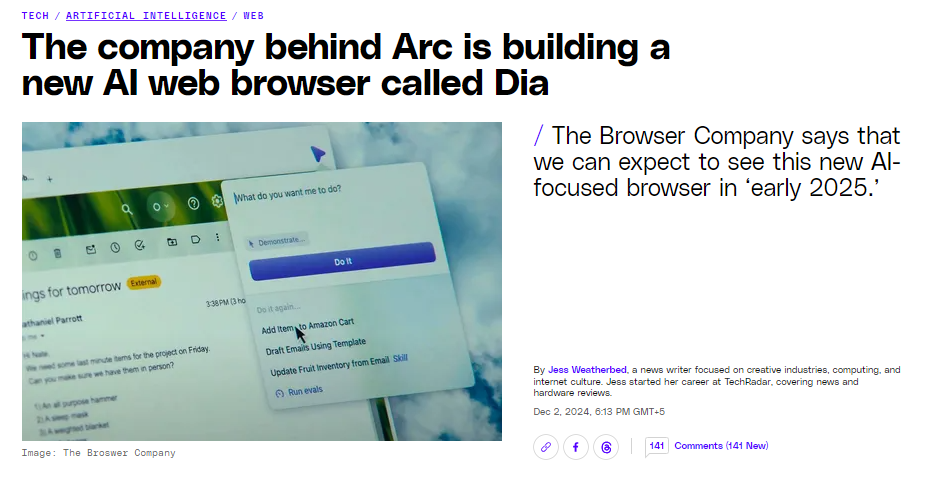 TECH / ARTIFICIAL INTELLIGENCE / WEB
The company behind Arc is building a
new AI web browser called Dia
/ The Browser Company says that
we can expect to see this new AI-
focused browser in ‘early 2025.’
b... +
What do you want me to do?
Demonstrate...
Do It
ngs for tomorrow External
3:38 PM (3 ho
athaniel Parrott
me
Hi Nate,
We need some last minute items for the project on Friday.
Can you make sure we have them in person?
1) An all purpose hammer
2) A sleep mask
3) A weighted blanket
Do it again...
Add Items to Amazon Cart
Draft Emails Using Template
Update Fruit Inventory from Email Skill
Run evals
Image: The Broswer Company
By Jess Weatherbed, a news writer focused on creative industries, computing, and
internet culture. Jess started her career at TechRadar, covering news and
hardware reviews.
Dec 2, 2024, 6:13 PM GMT+5
141 Comments (141 New)